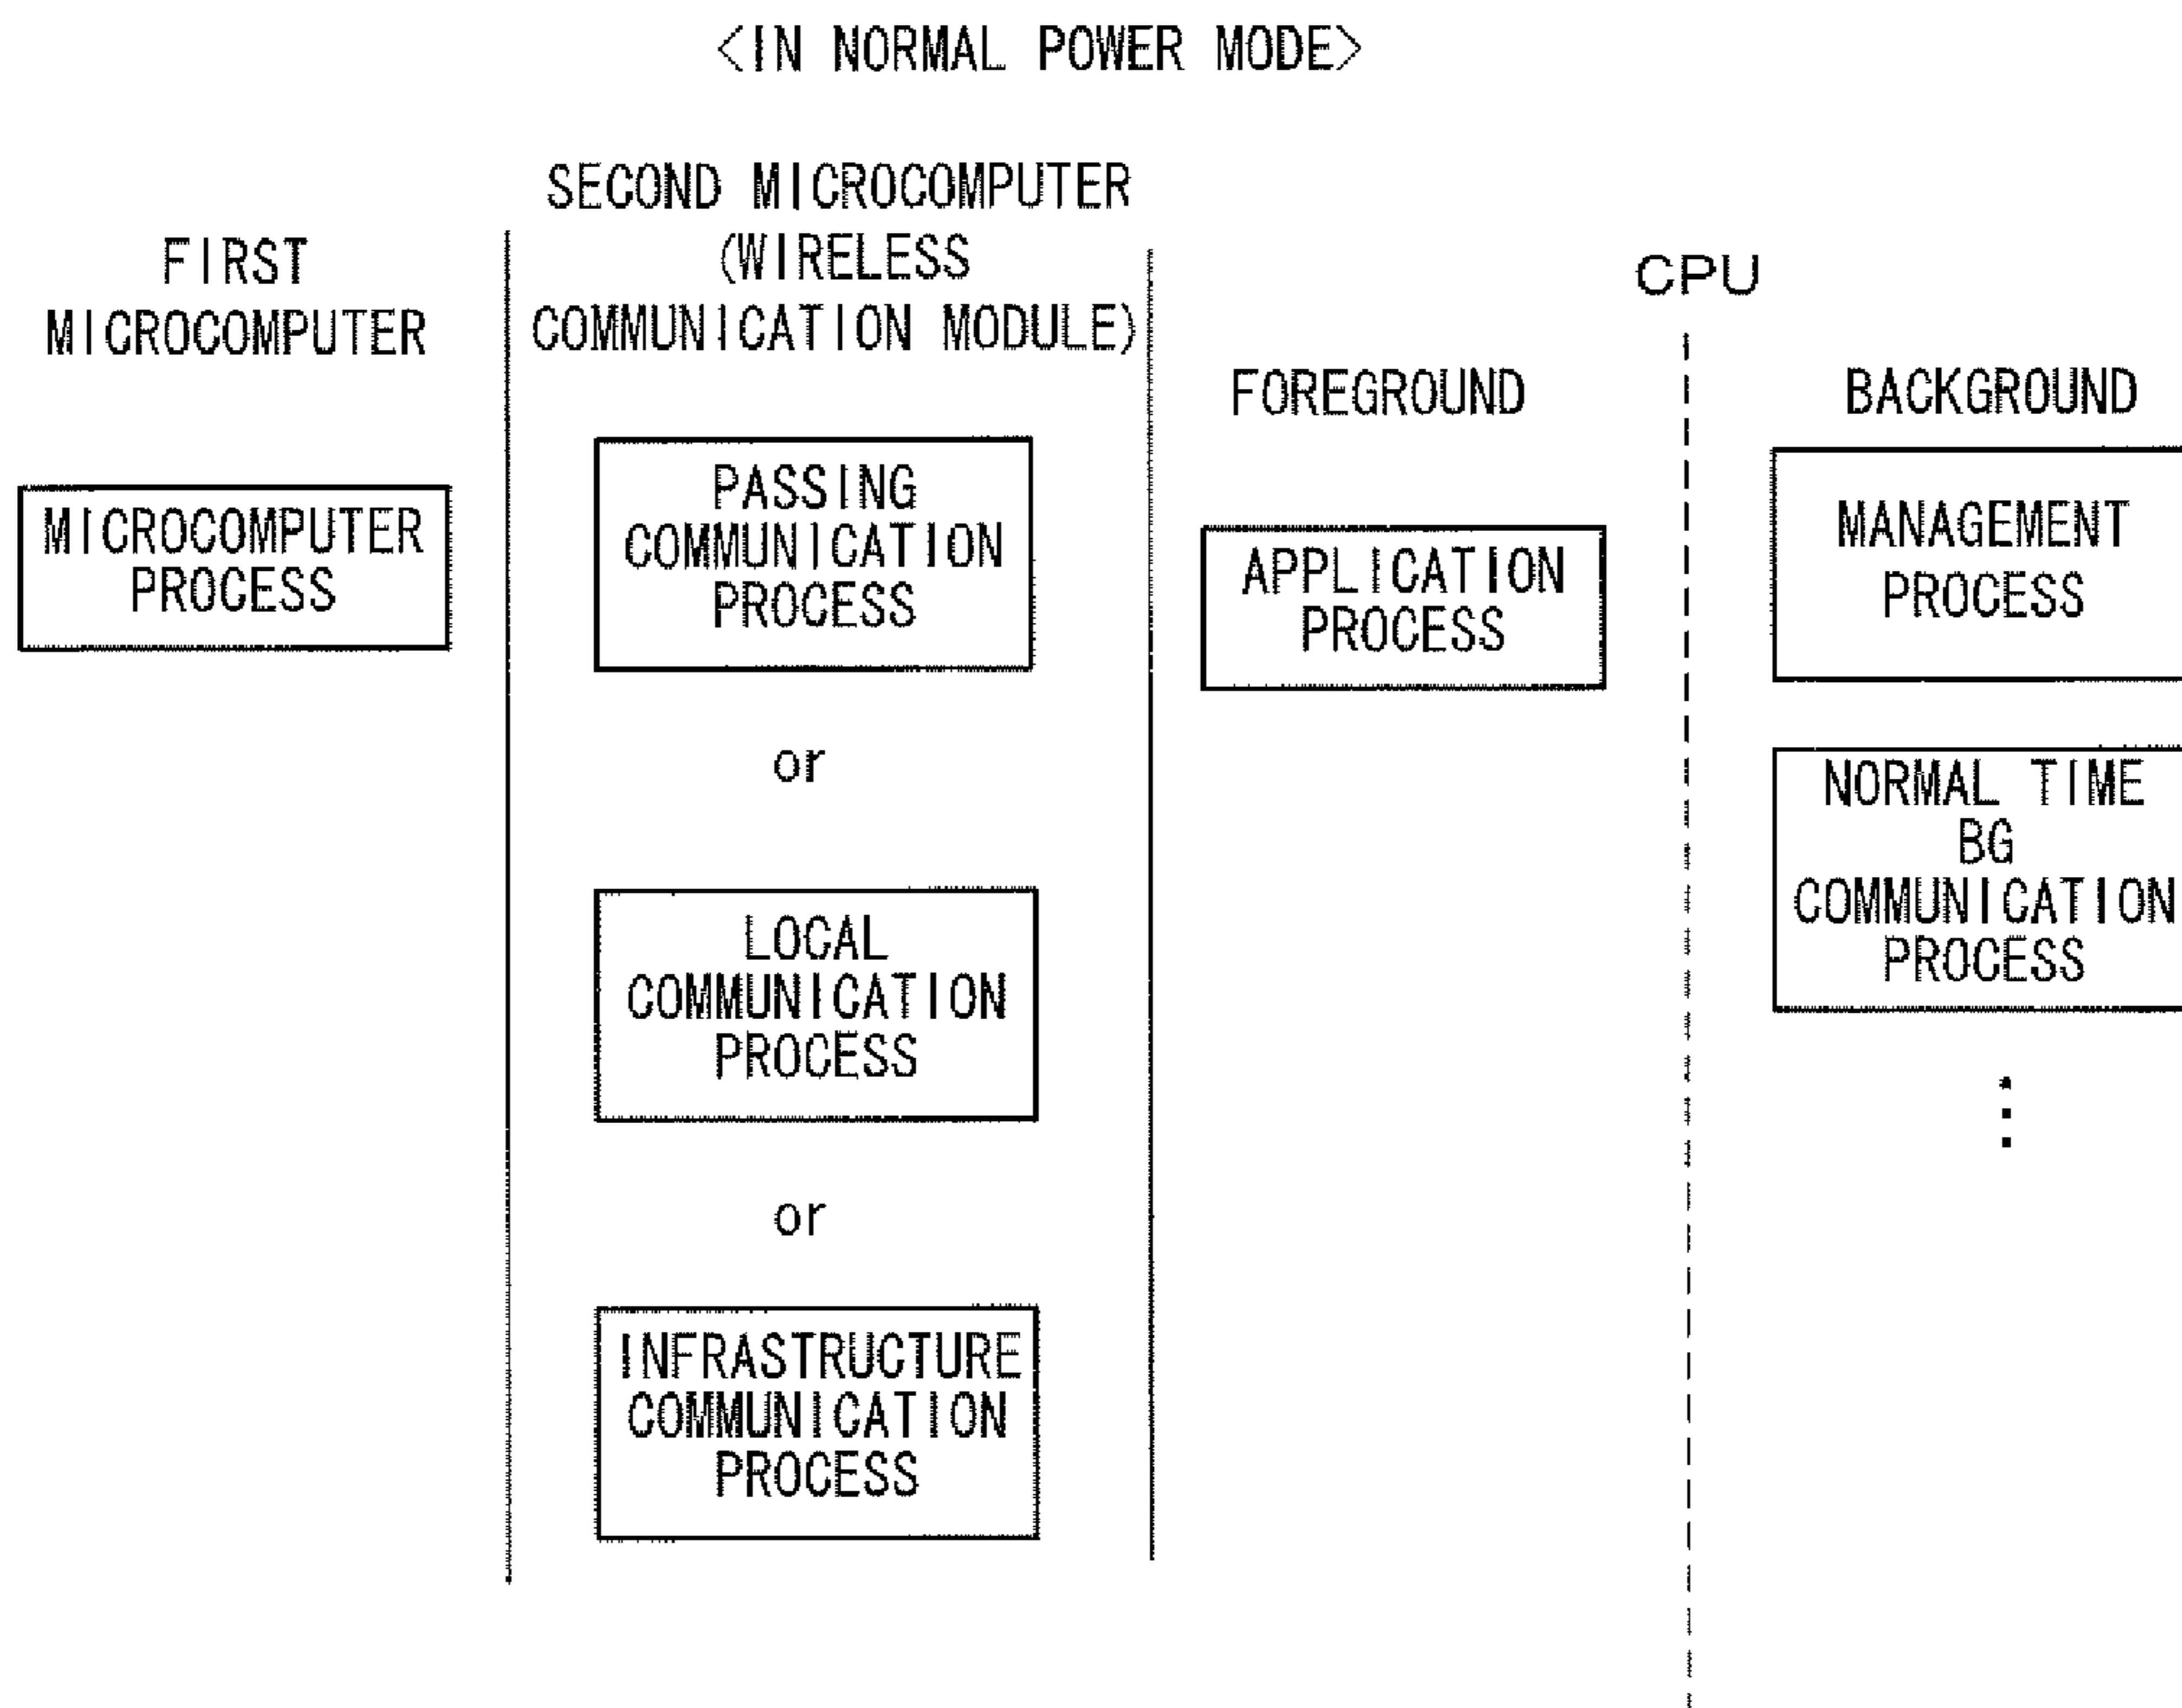 <IN NORMAL POWER MODE>
FIRST
MICROCOMPUTER
MICROCOMPUTER
PROCESS
SECOND MICROCOMPUTER
(WIRELESS
COMMUNICATION MODULE)
PASSING
COMMUNICATION
PROCESS
or
LOCAL
COMMUNICATION
PROCESS
or
INFRASTRUCTURE
COMMUNICATION
PROCESS
CPU
FOREGROUND
APPLICATION
PROCESS
BACKGROUND
MANAGEMENT
PROCESS
NORMAL TIME
BG
COMMUNICATION
PROCESS